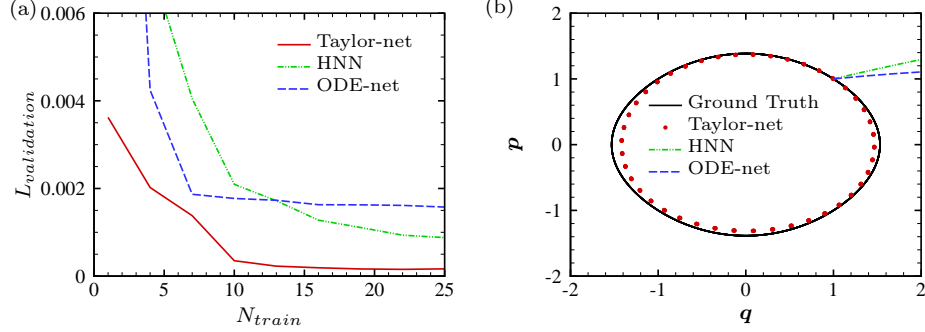 (a)
0.006
0.004
0.002
0
L_validation
0 5 10 15 20 25
N_train
Taylor-net
HNN
ODE-net
(b)
2
1
0
-1
-2
p
-2 -1 0 1 2
q
Ground Truth
Taylor-net
HNN
ODE-net